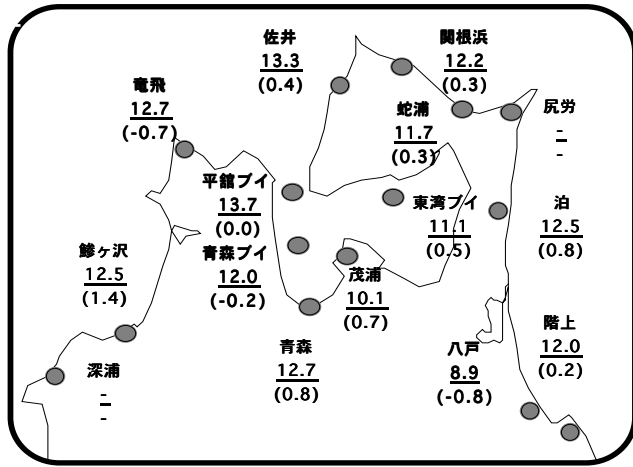 佐井
13.3
(0.4)
関根浜
12.2
(0.3)
竜飛
12.7
(-0.7)
蛇浦
11.7
(0.3)
尻労
-
-
平舘ブイ
13.7
(0.0)
東湾ブイ
11.1
(0.5)
泊
12.5
(0.8)
鰺ヶ沢
12.5
(1.4)
青森ブイ
12.0
(-0.2)
茂浦
10.1
(0.7)
青森
12.7
(0.8)
八戸
8.9
(-0.8)
階上
12.0
(0.2)
深浦
-
-